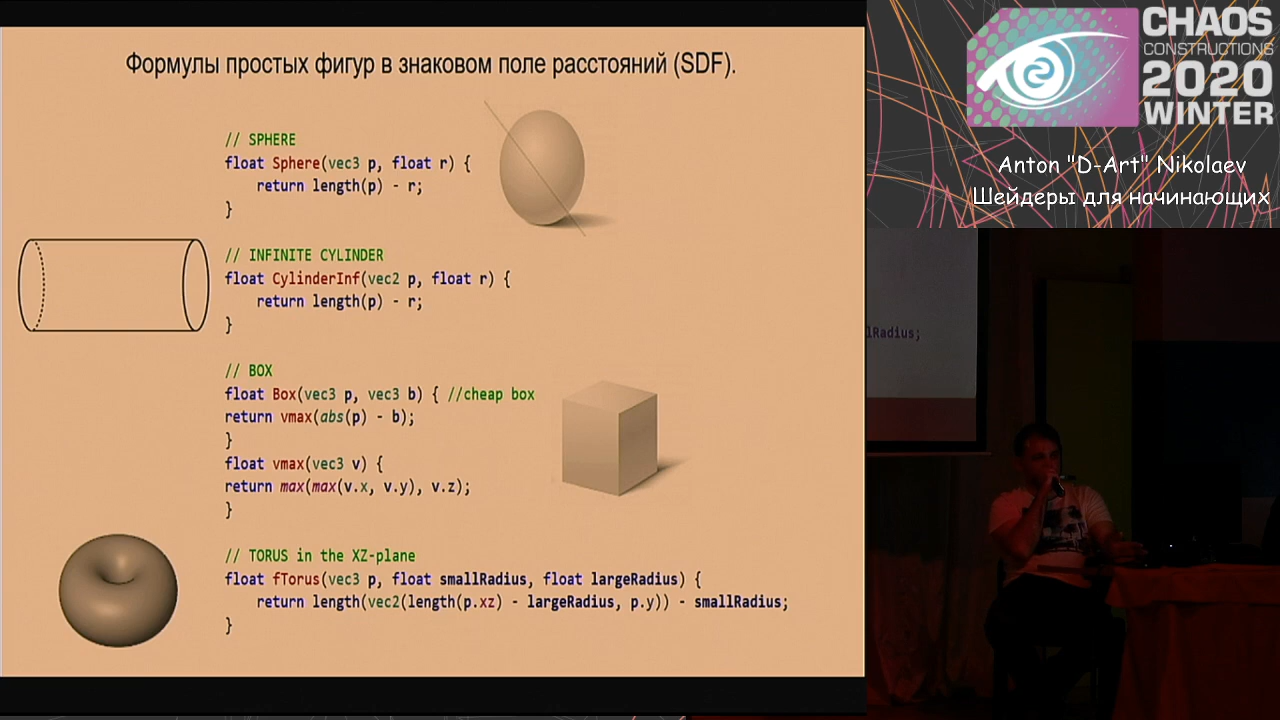 Формулы простых фигур в знаковом поле расстояний (SDF).
// SPHERE
float Sphere(vec3 p, float r) {
return length(p) - r;
}
// INFINITE CYLINDER
float CylinderInf(vec2 p, float r) {
return length(p) - r;
}
// BOX
float Box(vec3 p, vec3 b) { //cheap box
return vmax(abs(p) - b);
}
float vmax(vec3 v) {
return max(max(v.x, v.y), v.z);
}
// TORUS in the XZ-plane
float fTorus(vec3 p, float smallRadius, float largeRadius) {
return length(vec2(length(p.xz) - largeRadius, p.y)) - smallRadius;
}
CHAOS
CONSTRUCTIONS
2020
WINTER
Anton "D-Art" Nikolaev
Шейдеры для начинающих
lRadius;